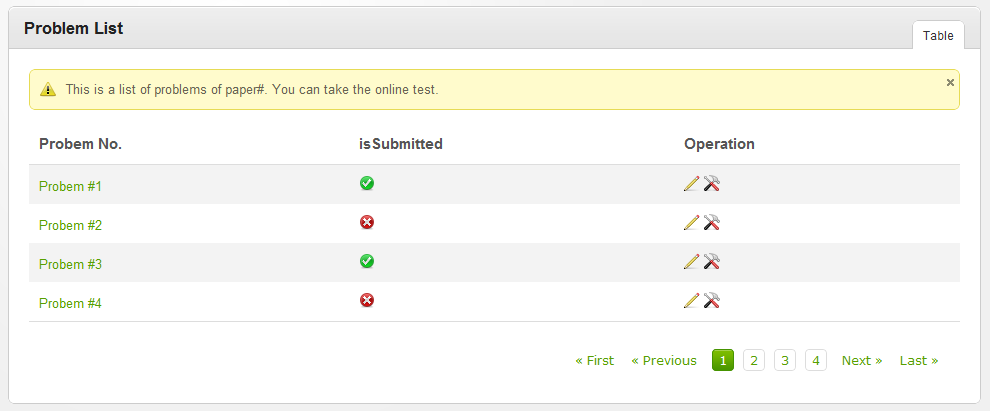 Problem List
Table
This is a list of problems of paper#. You can take the online test.
Probem No. isSubmitted Operation
Probem #1
Probem #2
Probem #3
Probem #4
« First « Previous 1 2 3 4 Next » Last »